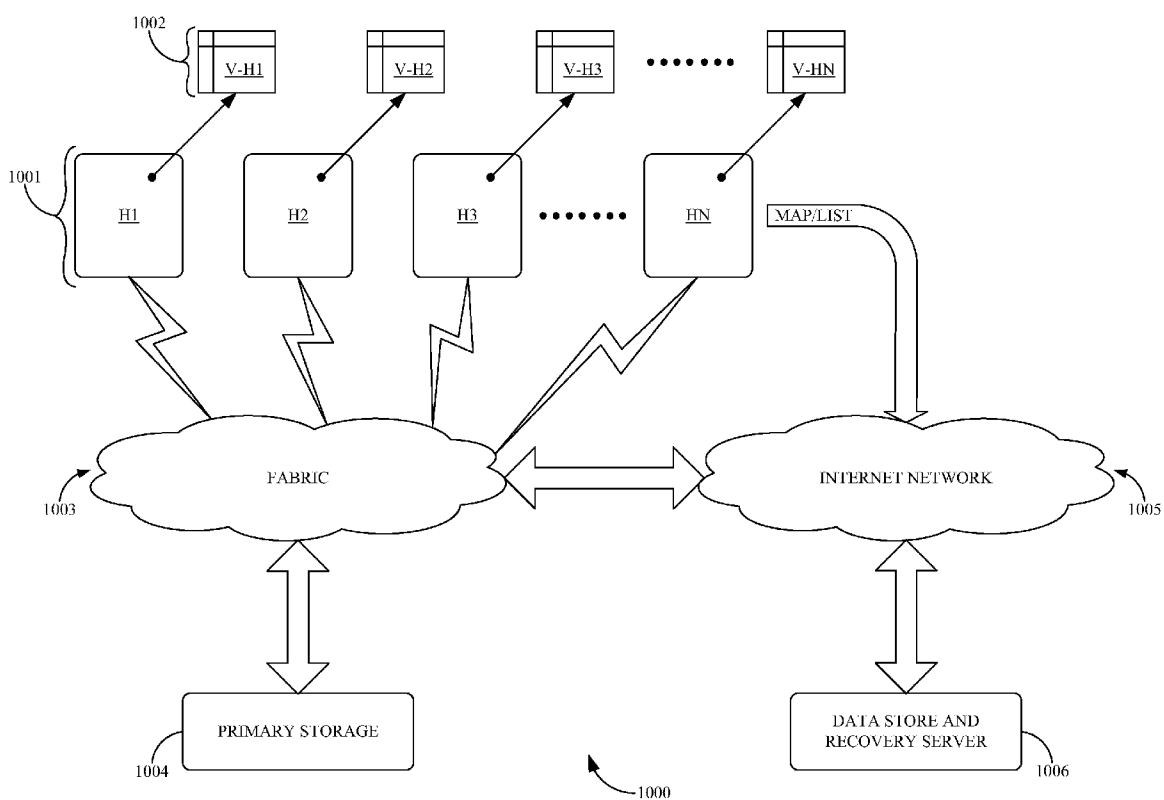 1002
V-H1
V-H2
V-H3
V-HN
1001
H1
H2
H3
HN
MAP/LIST
FABRIC
INTERNET NETWORK
1003
1005
PRIMARY STORAGE
DATA STORE AND
RECOVERY SERVER
1004
1006
1000